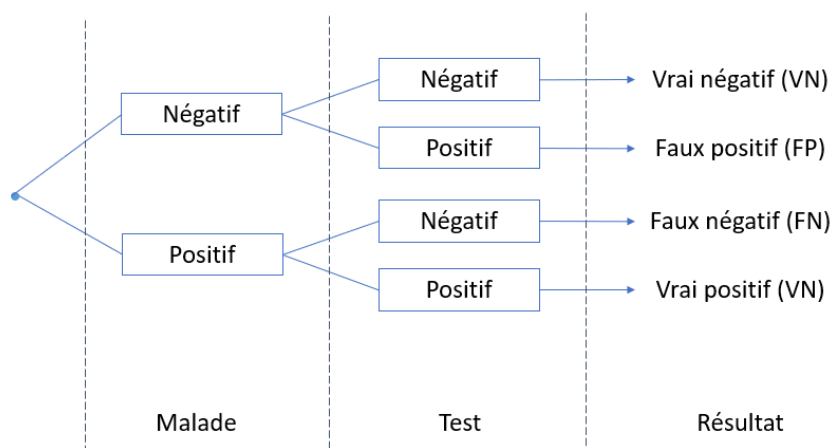 Négatif
Vrai négatif (VN)
Négatif
Positif
Faux positif (FP)
Négatif
Faux négatif (FN)
Positif
Positif
Vrai positif (VN)
Malade
Test
Résultat